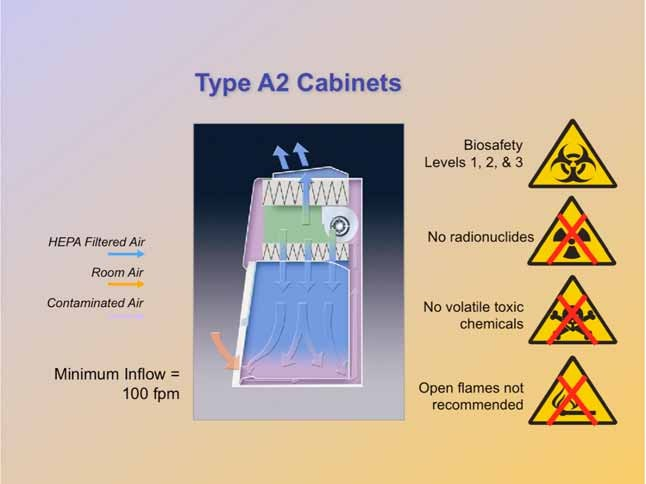 Type A2 Cabinets
Biosafety
Levels 1, 2, & 3
No radionuclides
HEPA Filtered Air
Room Air
Contaminated Air
No volatile toxic
chemicals
Minimum Inflow =
100 fpm
Open flames not
recommended